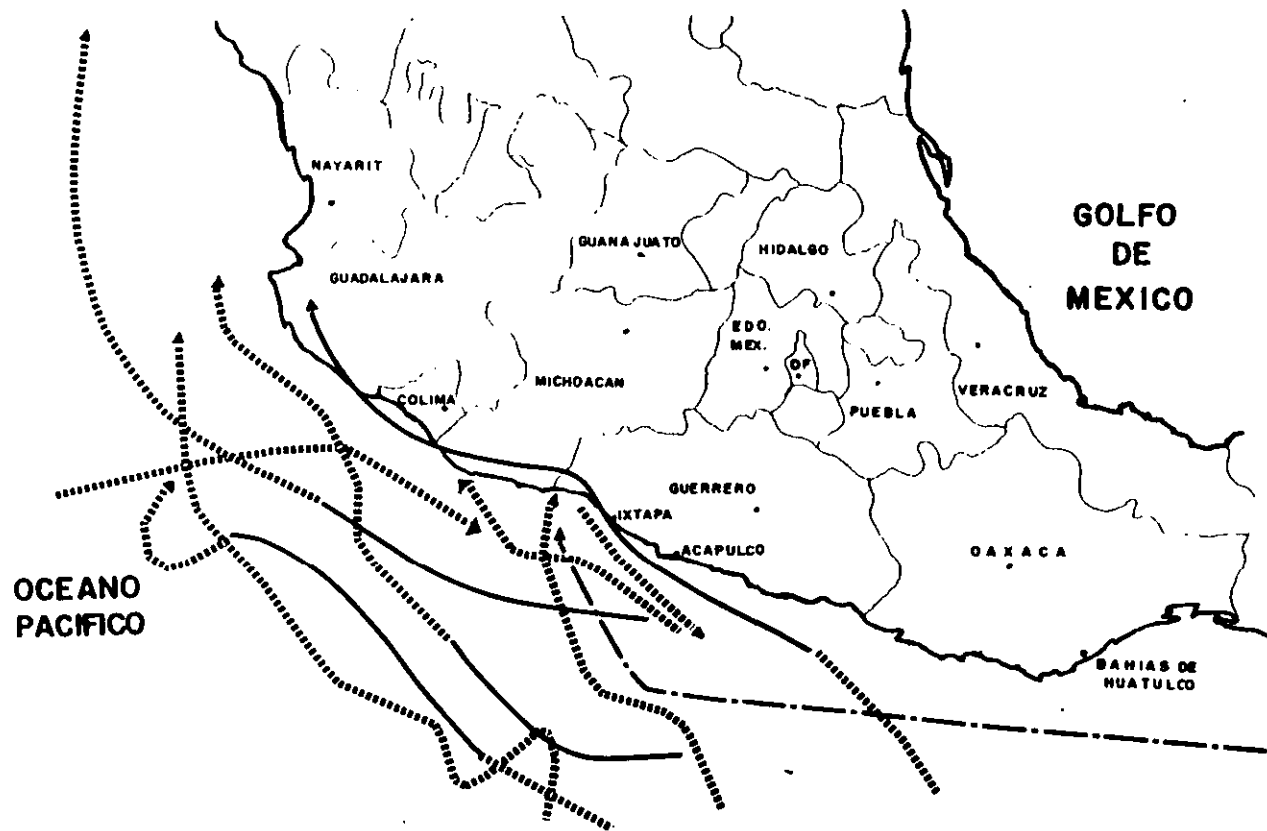 NAYARIT
GUADALAJARA
GUANAJUATO
HIDALGO
GOLFO
DE
MEXICO
EDO.
MEX.
DF
COLIMA
MICHOACAN
PUEBLA
VERACRUZ
GUERRERO
IXTAPA
ACAPULCO
OAXACA
OCEANO
PACIFICO
BAHIAS DE
HUATULCO